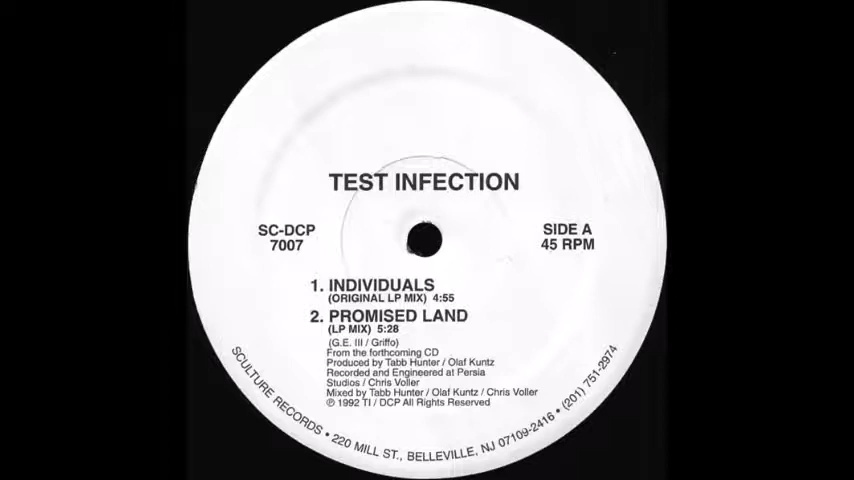 TEST INFECTION
SC-DCP
7007
SIDE A
45 RPM
1. INDIVIDUALS
(ORIGINAL LP MIX) 4:55
2. PROMISED LAND
(LP MIX) 5:28
(G.E. III / Griffo)
From the forthcoming CD
Produced by Tabb Hunter / Olaf Kuntz
Recorded and Engineered at Persia
Studios / Chris Voller
Mixed by Tabb Hunter / Olaf Kuntz / Chris Voller
℗ 1992 TI / DCP All Rights Reserved
SCULTURE RECORDS • 220 MILL ST., BELLEVILLE, NJ 07109-2416 • (201) 751-2974